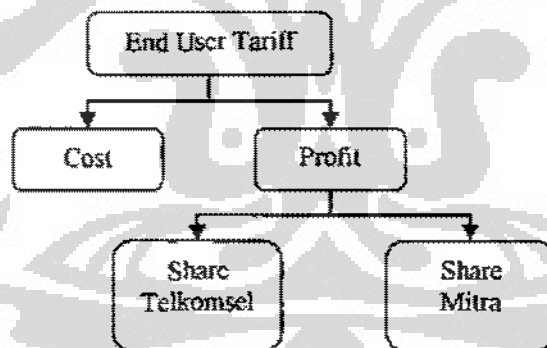 End User Tariff
Cost
Profit
Share
Telkomsel
Share
Mitra